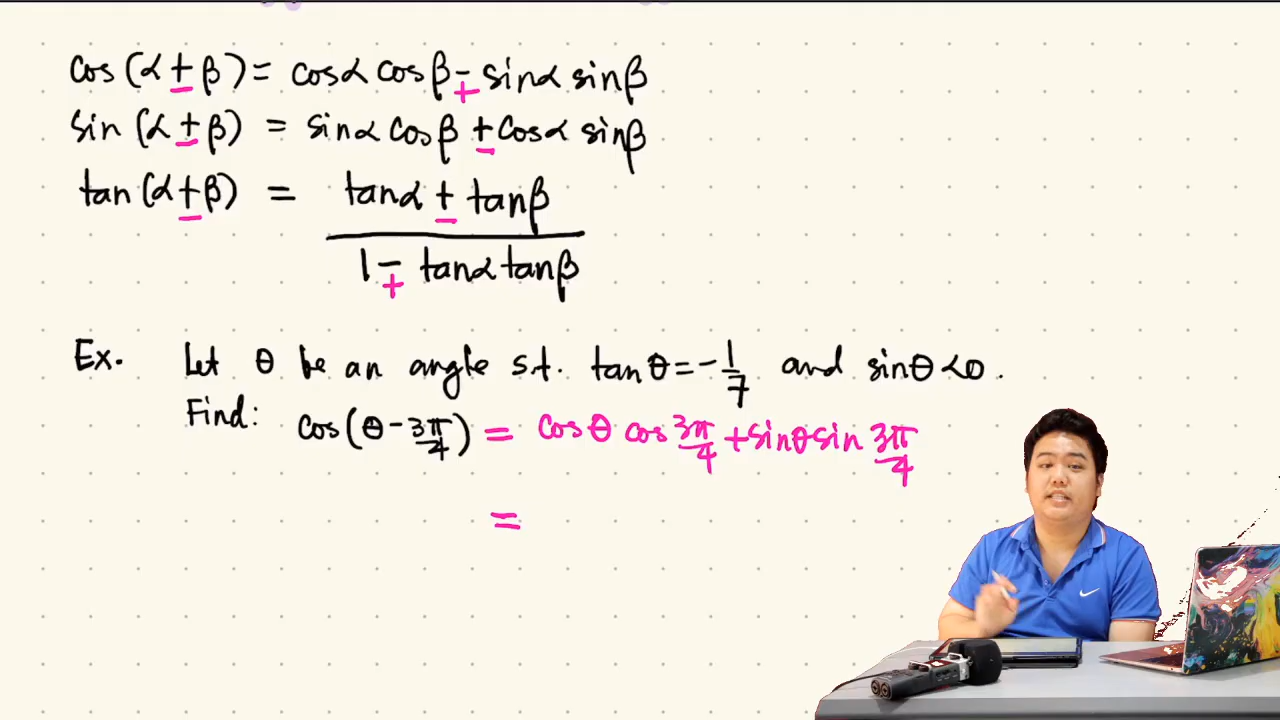 cos(α ± β) = cosα cosβ ∓ sinα sinβ
sin(α ± β) = sinα cosβ ± cosα sinβ
tan(α ± β) = tanα ± tanβ
1 ∓ tanα tanβ
Ex. Let θ be an angle s.t. tanθ = -1/7 and sinθ<0.
Find: cos(θ - 3π/4) = cosθ cos 3π/4 + sinθ sin 3π/4
=